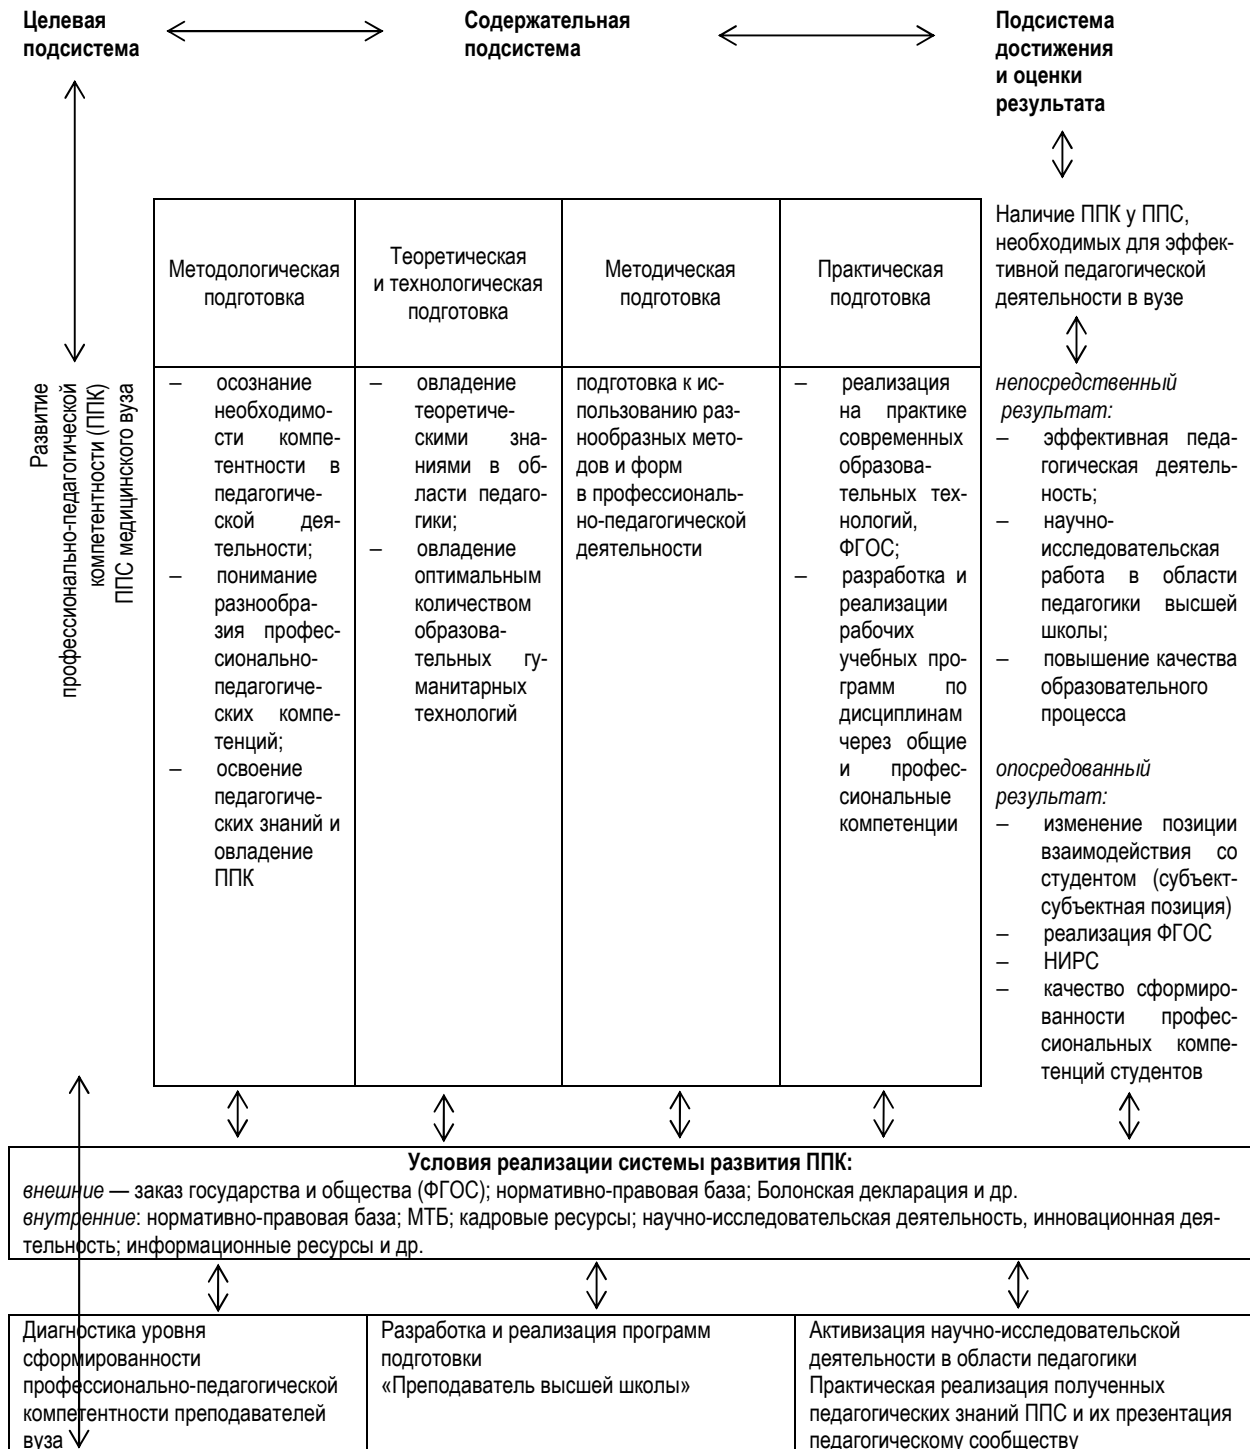 Целевая
подсистема
Содержательная
подсистема
Подсистема
достижения
и оценки
результата
Развитие
профессионально-педагогической
компетентности (ППК)
ППС медицинского вуза
Методологическая
подготовка
Теоретическая
и технологическая
подготовка
Методическая
подготовка
Практическая
подготовка
Наличие ППК у ППС,
необходимых для эффек-
тивной педагогической
деятельности в вузе
– осознание
необходимо-
сти компе-
тентности в
педагогиче-
ской дея-
тельности;
– понимание
разнообра-
зия профес-
сионально-
педагогиче-
ских компе-
тенций;
– освоение
педагогиче-
ских знаний и
овладение
ППК
– овладение
теоретиче-
скими зна-
ниями в об-
ласти педаго-
гики;
– овладение
оптимальным
количеством
образова-
тельных гу-
манитарных
технологий
подготовка к ис-
пользованию раз-
нообразных мето-
дов и форм
в профессиональ-
но-педагогической
деятельности
– реализация
на практике
современных
образова-
тельных тех-
нологий,
ФГОС;
– разработка и
реализации
рабочих
учебных про-
грамм по
дисциплинам
через общие
и профес-
сиональные
компетенции
непосредственный
результат:
– эффективная педа-
гогическая деятель-
ность;
– научно-
исследовательская
работа в области
педагогики высшей
школы;
– повышение качества
образовательного
процесса
опосредованный
результат:
– изменение позиции
взаимодействия со
студентом (субъект-
субъектная позиция)
– реализация ФГОС
– НИРС
– качество сформиро-
ванности профес-
сиональных компе-
тенций студентов
Условия реализации системы развития ППК:
внешние — заказ государства и общества (ФГОС); нормативно-правовая база; Болонская декларация и др.
внутренние: нормативно-правовая база; МТБ; кадровые ресурсы; научно-исследовательская деятельность, инновационная дея-
тельность; информационные ресурсы и др.
Диагностика уровня
сформированности
профессионально-педагогической
компетентности преподавателей
вуза
Разработка и реализация программ
подготовки
«Преподаватель высшей школы»
Активизация научно-исследовательской
деятельности в области педагогики
Практическая реализация полученных
педагогических знаний ППС и их презентация
педагогическому сообществу